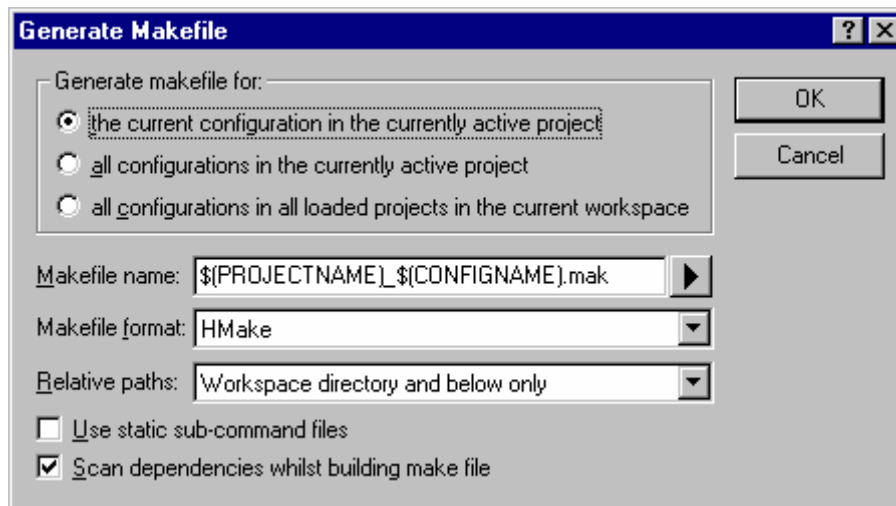 Generate Makefile
Generate makefile for:
the current configuration in the currently active project
all configurations in the currently active project
all configurations in all loaded projects in the current workspace
OK
Cancel
Makefile name: $(PROJECTNAME)_$(CONFIGNAME).mak
Makefile format: HMake
Relative paths: Workspace directory and below only
Use static sub-command files
Scan dependencies whilst building make file